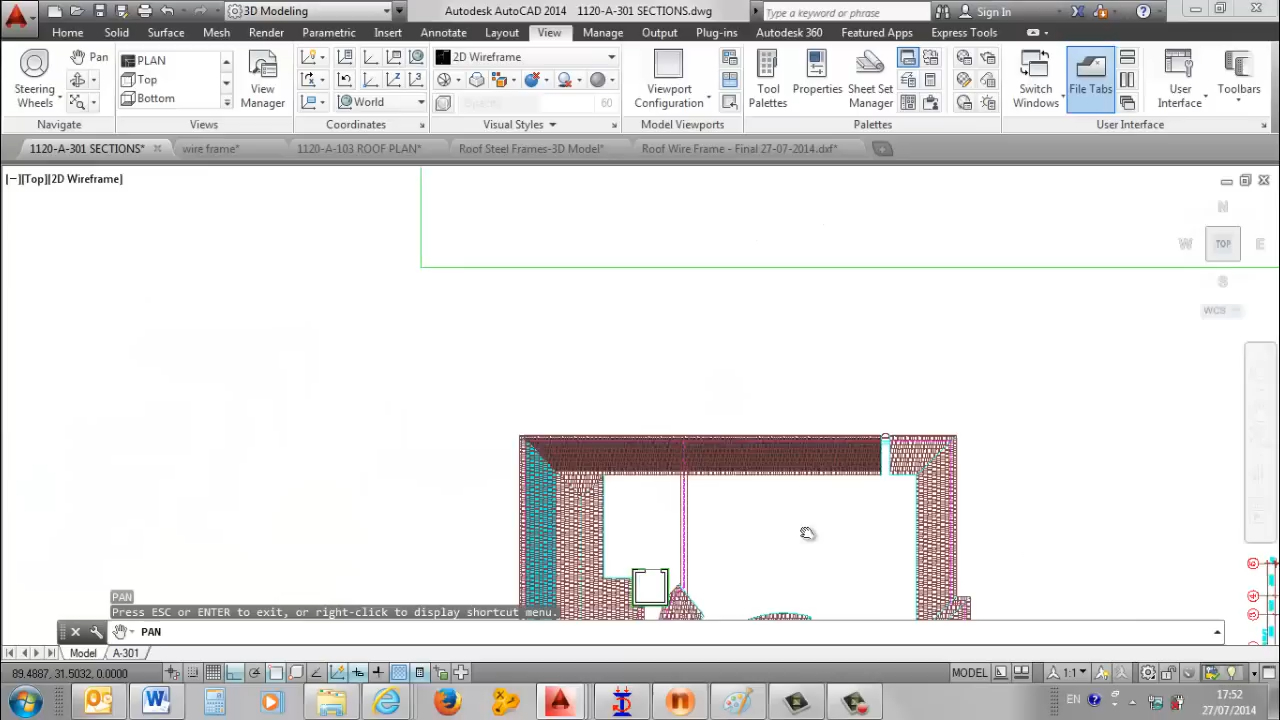 3D Modeling
Autodesk AutoCAD 2014 1120-A-301 SECTIONS.dwg
Type a keyword or phrase
Sign In
Home Solid Surface Mesh Render Parametric Insert Annotate Layout View Manage Output Plug-ins Autodesk 360 Featured Apps Express Tools
Steering Wheels
Pan
Navigate
PLAN
Top
Bottom
View Manager
Views
World
Coordinates
2D Wireframe
Opacity 60
Visual Styles
Viewport Configuration
Model Viewports
Tool Palettes
Properties
Sheet Set Manager
Palettes
Switch Windows
File Tabs
User Interface
Toolbars
User Interface
1120-A-301 SECTIONS* wire frame* 1120-A-103 ROOF PLAN* Roof Steel Frames-3D Model* Roof Wire Frame - Final 27-07-2014.dxf*
[−][Top][2D Wireframe]
N
W TOP E
S
WCS
PAN
Press ESC or ENTER to exit, or right-click to display shortcut menu.
PAN
Model A-301
89.4887, 31.5032, 0.0000
MODEL
1:1
EN
17:52
27/07/2014